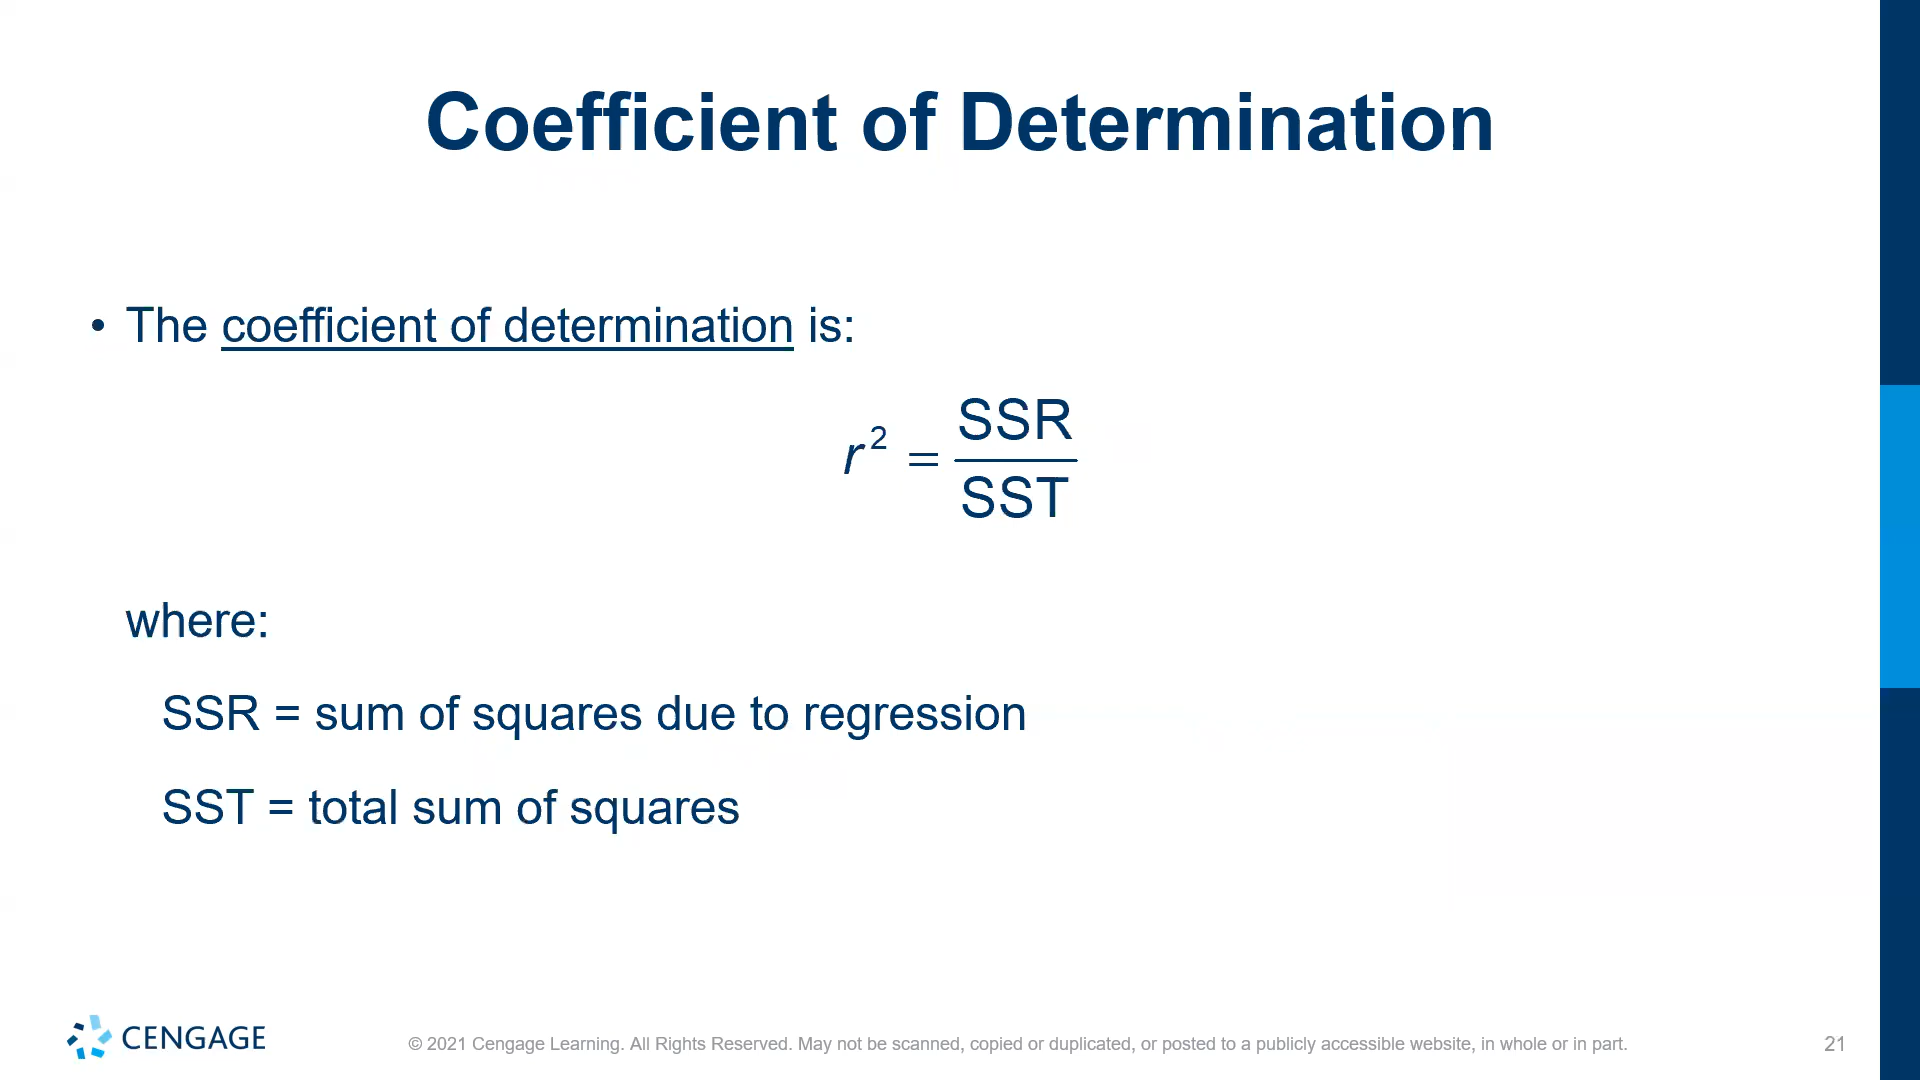 Coefficient of Determination
• The coefficient of determination is:
r² = SSR / SST
where:
SSR = sum of squares due to regression
SST = total sum of squares
CENGAGE
© 2021 Cengage Learning. All Rights Reserved. May not be scanned, copied or duplicated, or posted to a publicly accessible website, in whole or in part.
21